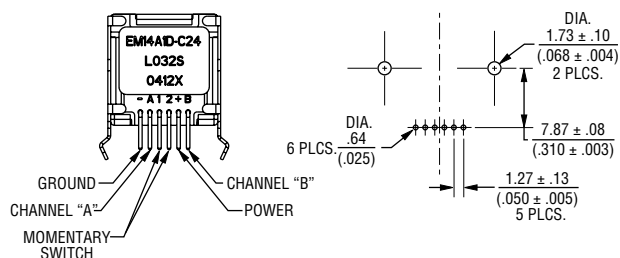 EM14A1D-C24
L032S
0412X
- A 1 2 + B
GROUND
CHANNEL "A"
MOMENTARY
SWITCH
CHANNEL "B"
POWER
DIA.
1.73 ± .10
(.068 ± .004)
2 PLCS.
6 PLCS.
DIA.
.64
(.025)
7.87 ± .08
(.310 ± .003)
1.27 ± .13
(.050 ± .005)
5 PLCS.